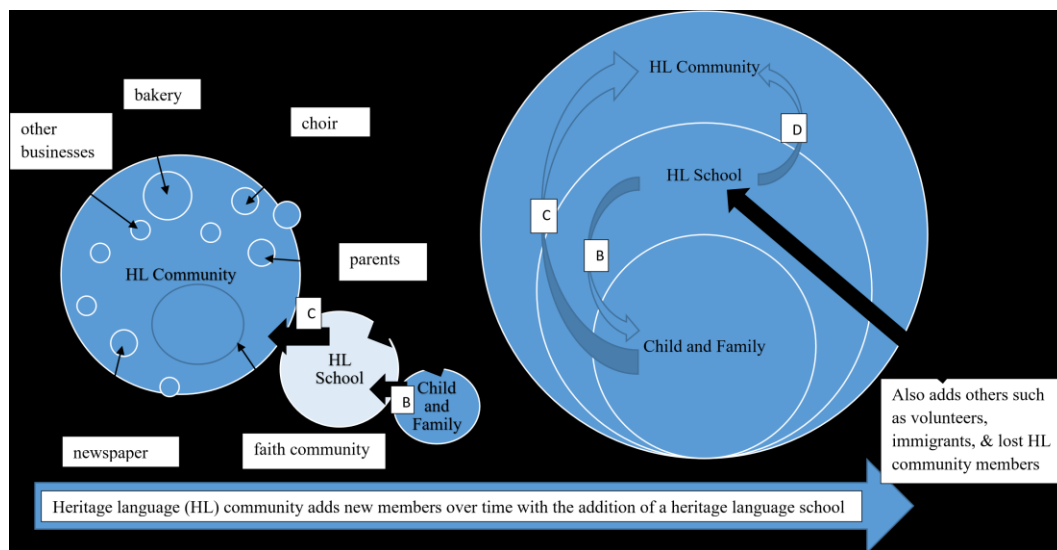 bakery
choir
other
businesses
parents
HL Community
C
HL
School
Child
and
Family
B
newspaper
faith community
HL Community
D
HL School
C
B
Child and Family
Also adds others such
as volunteers,
immigrants, & lost HL
community members
Heritage language (HL) community adds new members over time with the addition of a heritage language school